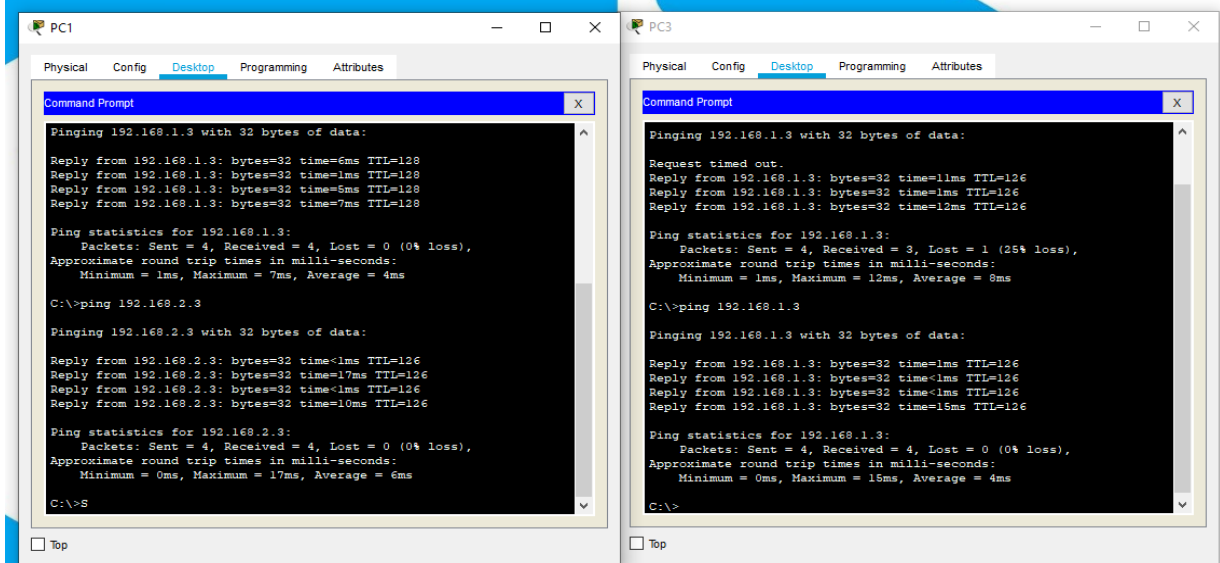 PC1
Physical Config Desktop Programming Attributes
Command Prompt
X
Pinging 192.168.1.3 with 32 bytes of data:
Reply from 192.168.1.3: bytes=32 time=6ms TTL=128
Reply from 192.168.1.3: bytes=32 time=1ms TTL=128
Reply from 192.168.1.3: bytes=32 time=5ms TTL=128
Reply from 192.168.1.3: bytes=32 time=7ms TTL=128
Ping statistics for 192.168.1.3:
Packets: Sent = 4, Received = 4, Lost = 0 (0% loss),
Approximate round trip times in milli-seconds:
Minimum = 1ms, Maximum = 7ms, Average = 4ms
C:\>ping 192.168.2.3
Pinging 192.168.2.3 with 32 bytes of data:
Reply from 192.168.2.3: bytes=32 time<1ms TTL=126
Reply from 192.168.2.3: bytes=32 time=17ms TTL=126
Reply from 192.168.2.3: bytes=32 time<1ms TTL=126
Reply from 192.168.2.3: bytes=32 time=10ms TTL=126
Ping statistics for 192.168.2.3:
Packets: Sent = 4, Received = 4, Lost = 0 (0% loss),
Approximate round trip times in milli-seconds:
Minimum = 0ms, Maximum = 17ms, Average = 6ms
C:\>S
Top
PC3
Physical Config Desktop Programming Attributes
Command Prompt
X
Pinging 192.168.1.3 with 32 bytes of data:
Request timed out.
Reply from 192.168.1.3: bytes=32 time=11ms TTL=126
Reply from 192.168.1.3: bytes=32 time=1ms TTL=126
Reply from 192.168.1.3: bytes=32 time=12ms TTL=126
Ping statistics for 192.168.1.3:
Packets: Sent = 4, Received = 3, Lost = 1 (25% loss),
Approximate round trip times in milli-seconds:
Minimum = 1ms, Maximum = 12ms, Average = 8ms
C:\>ping 192.168.1.3
Pinging 192.168.1.3 with 32 bytes of data:
Reply from 192.168.1.3: bytes=32 time=1ms TTL=126
Reply from 192.168.1.3: bytes=32 time<1ms TTL=126
Reply from 192.168.1.3: bytes=32 time<1ms TTL=126
Reply from 192.168.1.3: bytes=32 time=15ms TTL=126
Ping statistics for 192.168.1.3:
Packets: Sent = 4, Received = 4, Lost = 0 (0% loss),
Approximate round trip times in milli-seconds:
Minimum = 0ms, Maximum = 15ms, Average = 4ms
C:\>
Top